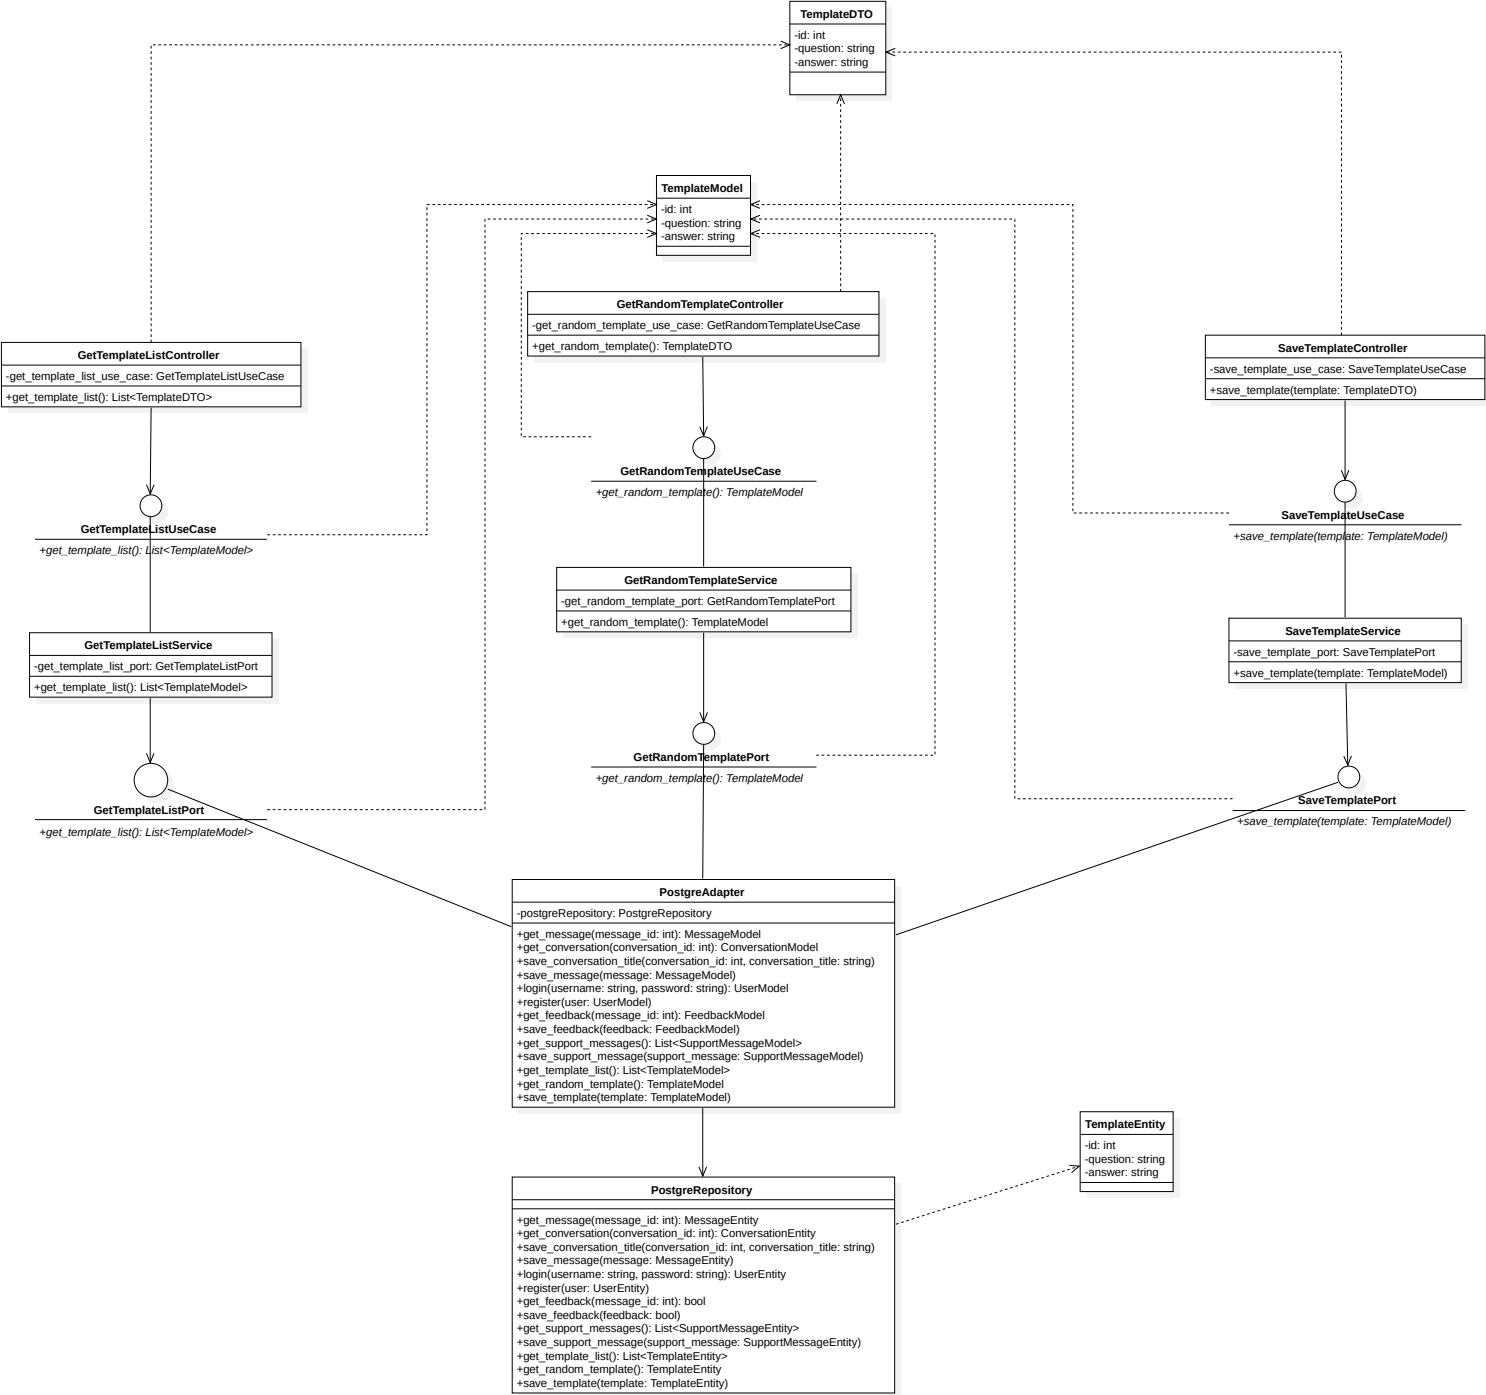 TemplateDTO
-id: int
-question: string
-answer: string
TemplateModel
-id: int
-question: string
-answer: string
GetRandomTemplateController
-get_random_template_use_case: GetRandomTemplateUseCase
+get_random_template(): TemplateDTO
GetTemplateListController
-get_template_list_use_case: GetTemplateListUseCase
+get_template_list(): List<TemplateDTO>
SaveTemplateController
-save_template_use_case: SaveTemplateUseCase
+save_template(template: TemplateDTO)
GetRandomTemplateUseCase
+get_random_template(): TemplateModel
GetTemplateListUseCase
+get_template_list(): List<TemplateModel>
SaveTemplateUseCase
+save_template(template: TemplateModel)
GetRandomTemplateService
-get_random_template_port: GetRandomTemplatePort
+get_random_template(): TemplateModel
GetTemplateListService
-get_template_list_port: GetTemplateListPort
+get_template_list(): List<TemplateModel>
SaveTemplateService
-save_template_port: SaveTemplatePort
+save_template(template: TemplateModel)
GetRandomTemplatePort
+get_random_template(): TemplateModel
GetTemplateListPort
+get_template_list(): List<TemplateModel>
SaveTemplatePort
+save_template(template: TemplateModel)
PostgreAdapter
-postgreRepository: PostgreRepository
+get_message(message_id: int): MessageModel
+get_conversation(conversation_id: int): ConversationModel
+save_conversation_title(conversation_id: int, conversation_title: string)
+save_message(message: MessageModel)
+login(username: string, password: string): UserModel
+register(user: UserModel)
+get_feedback(message_id: int): FeedbackModel
+save_feedback(feedback: FeedbackModel)
+get_support_messages(): List<SupportMessageModel>
+save_support_message(support_message: SupportMessageModel)
+get_template_list(): List<TemplateModel>
+get_random_template(): TemplateModel
+save_template(template: TemplateModel)
TemplateEntity
-id: int
-question: string
-answer: string
PostgreRepository
+get_message(message_id: int): MessageEntity
+get_conversation(conversation_id: int): ConversationEntity
+save_conversation_title(conversation_id: int, conversation_title: string)
+save_message(message: MessageEntity)
+login(username: string, password: string): UserEntity
+register(user: UserEntity)
+get_feedback(message_id: int): bool
+save_feedback(feedback: bool)
+get_support_messages(): List<SupportMessageEntity>
+save_support_message(support_message: SupportMessageEntity)
+get_template_list(): List<TemplateEntity>
+get_random_template(): TemplateEntity
+save_template(template: TemplateEntity)